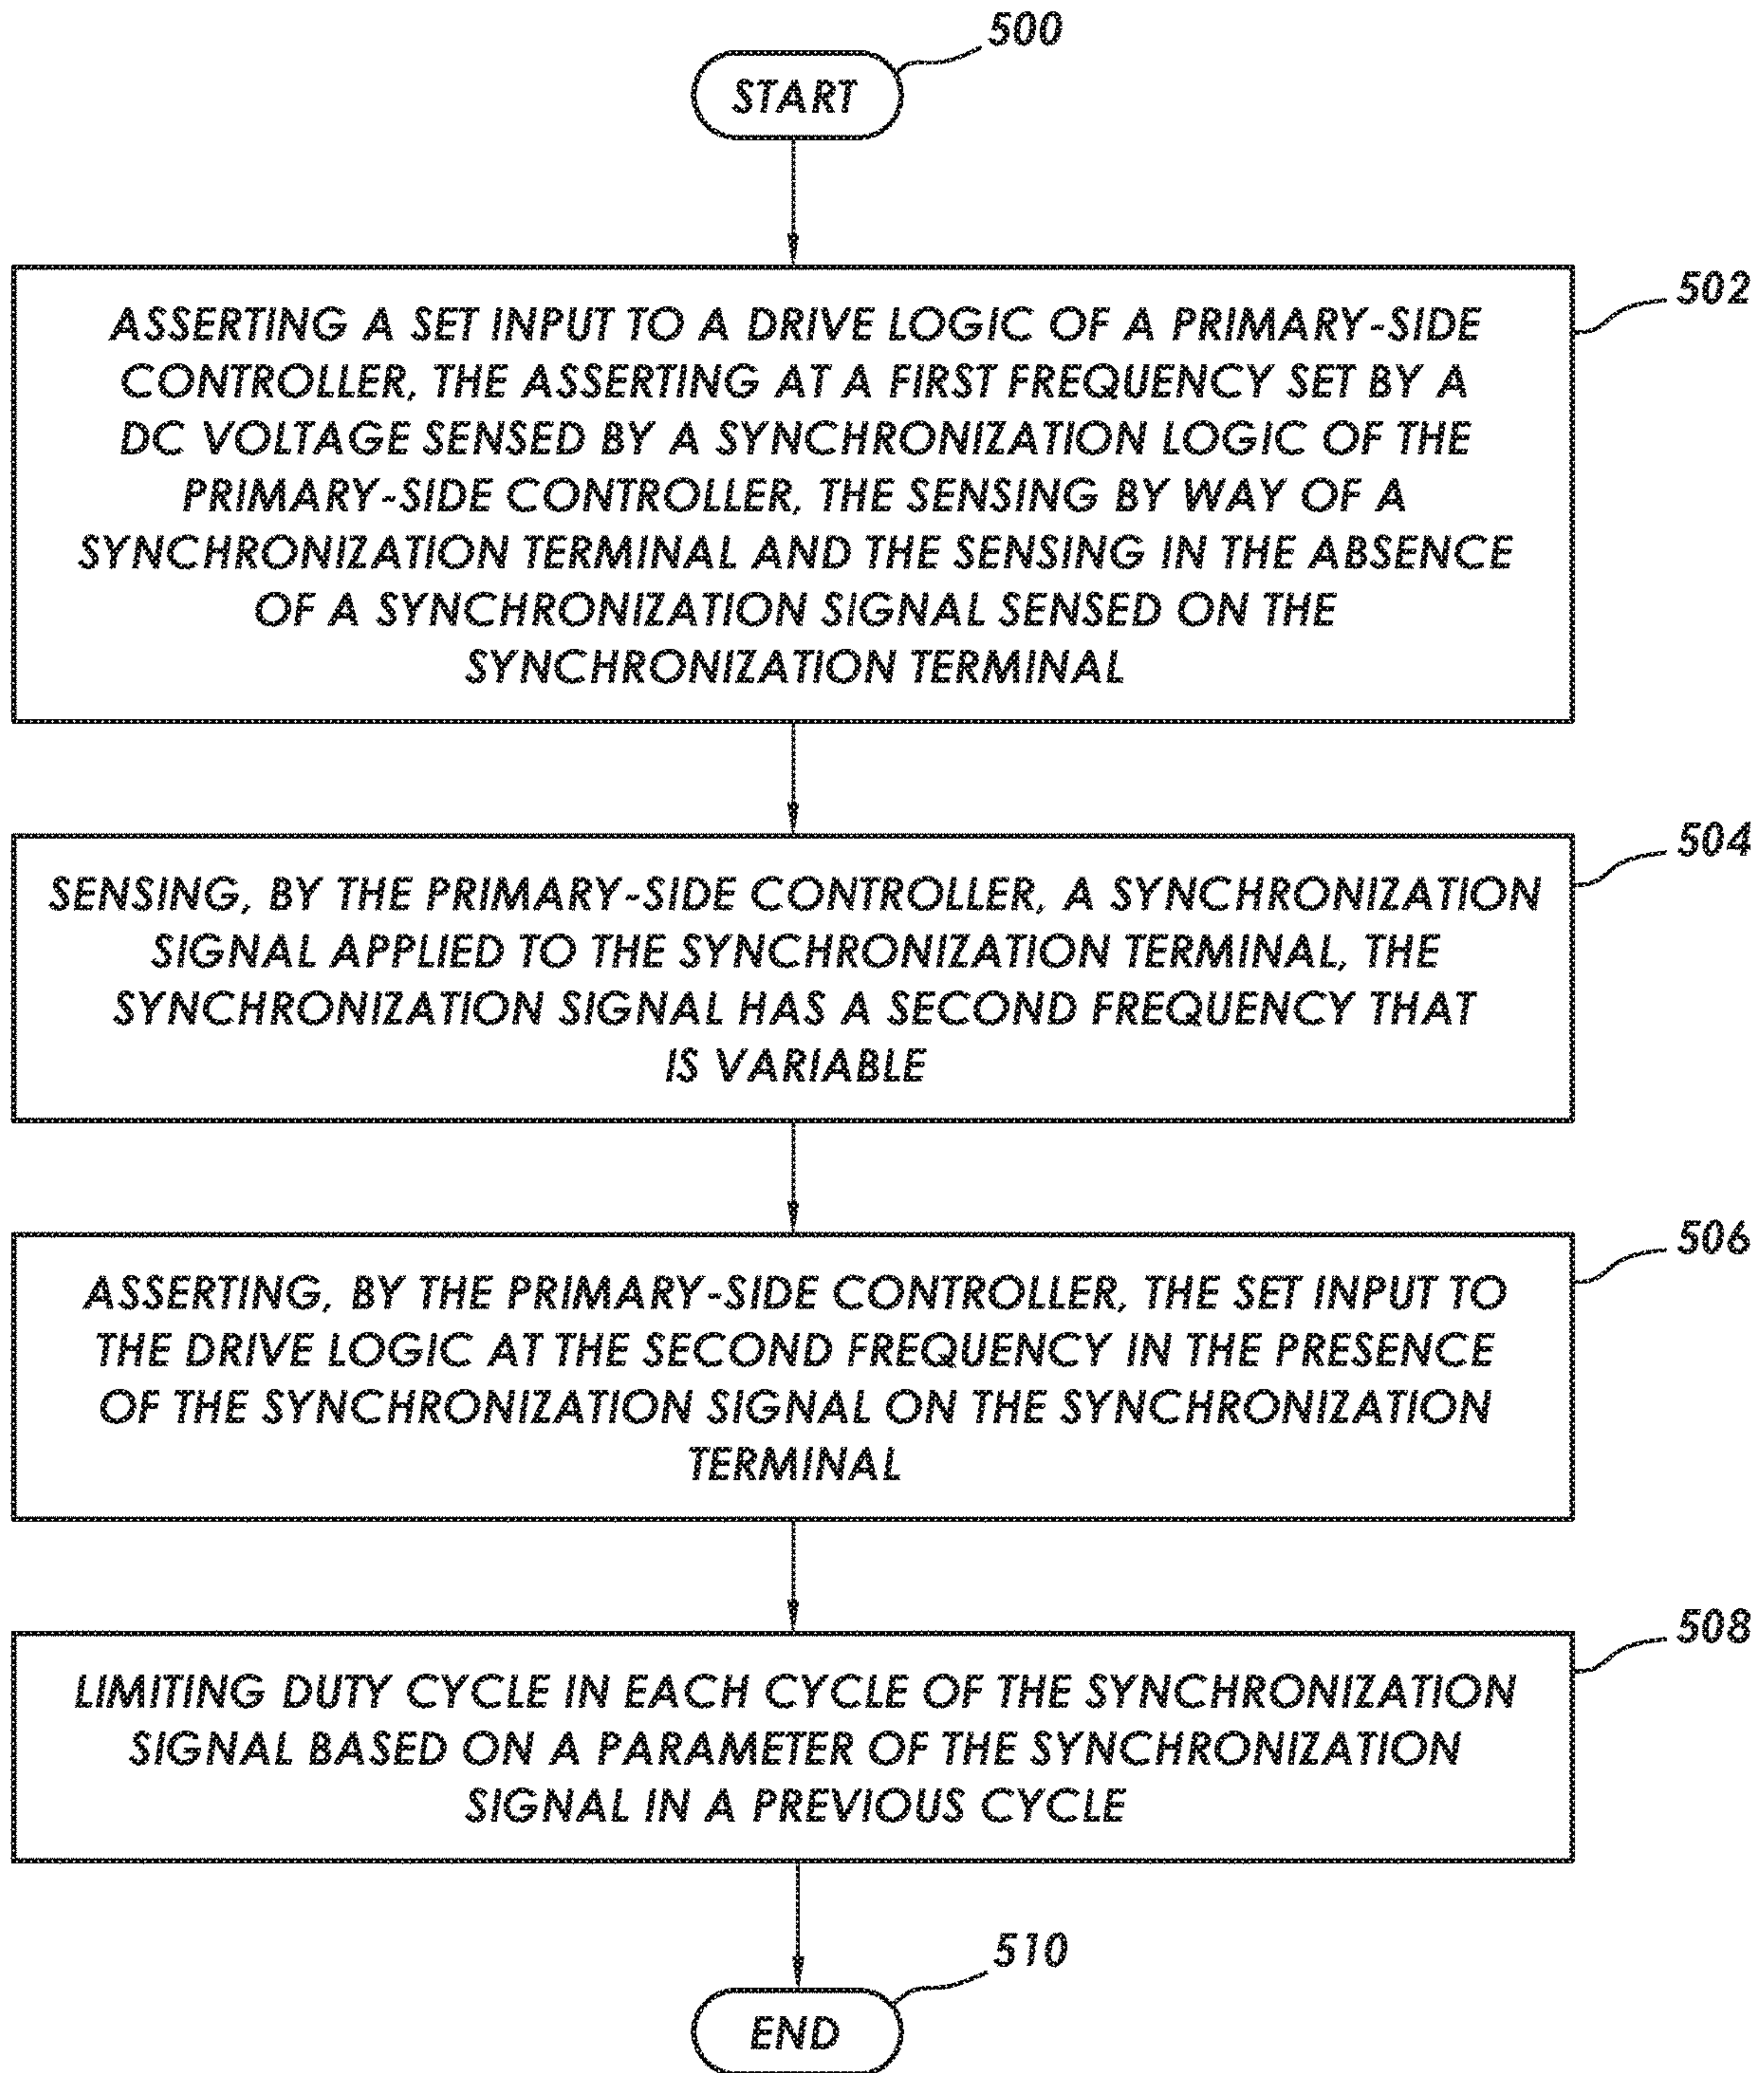 500
START
502
ASSERTING A SET INPUT TO A DRIVE LOGIC OF A PRIMARY-SIDE
CONTROLLER, THE ASSERTING AT A FIRST FREQUENCY SET BY A
DC VOLTAGE SENSED BY A SYNCHRONIZATION LOGIC OF THE
PRIMARY-SIDE CONTROLLER, THE SENSING BY WAY OF A
SYNCHRONIZATION TERMINAL AND THE SENSING IN THE ABSENCE
OF A SYNCHRONIZATION SIGNAL SENSED ON THE
SYNCHRONIZATION TERMINAL
504
SENSING, BY THE PRIMARY-SIDE CONTROLLER, A SYNCHRONIZATION
SIGNAL APPLIED TO THE SYNCHRONIZATION TERMINAL, THE
SYNCHRONIZATION SIGNAL HAS A SECOND FREQUENCY THAT
IS VARIABLE
506
ASSERTING, BY THE PRIMARY-SIDE CONTROLLER, THE SET INPUT TO
THE DRIVE LOGIC AT THE SECOND FREQUENCY IN THE PRESENCE
OF THE SYNCHRONIZATION SIGNAL ON THE SYNCHRONIZATION
TERMINAL
508
LIMITING DUTY CYCLE IN EACH CYCLE OF THE SYNCHRONIZATION
SIGNAL BASED ON A PARAMETER OF THE SYNCHRONIZATION
SIGNAL IN A PREVIOUS CYCLE
510
END